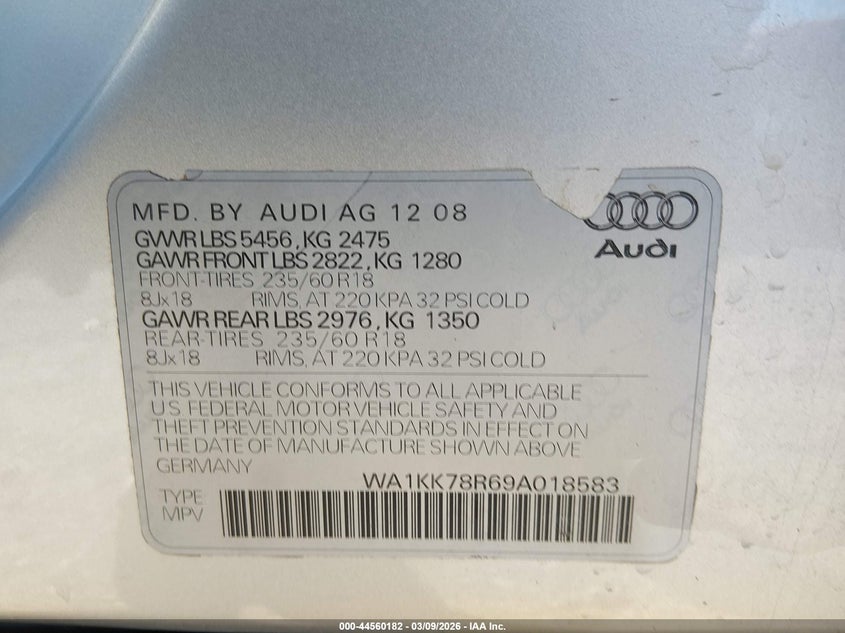 MFD. BY AUDI AG 12 08
Audi
GVWR LBS 5456, KG 2475
GAWR FRONT LBS 2822, KG 1280
FRONT-TIRES 235/60 R18
8Jx18 RIMS, AT 220 KPA 32 PSI COLD
GAWR REAR LBS 2976, KG 1350
REAR-TIRES 235/60 R18
8Jx18 RIMS, AT 220 KPA 32 PSI COLD
THIS VEHICLE CONFORMS TO ALL APPLICABLE
U.S. FEDERAL MOTOR VEHICLE SAFETY AND
THEFT PREVENTION STANDARDS IN EFFECT ON
THE DATE OF MANUFACTURE SHOWN ABOVE
GERMANY
WA1KK78R69A018583
TYPE
MPV
000-44560182 - 03/09/2026 - IAA Inc.